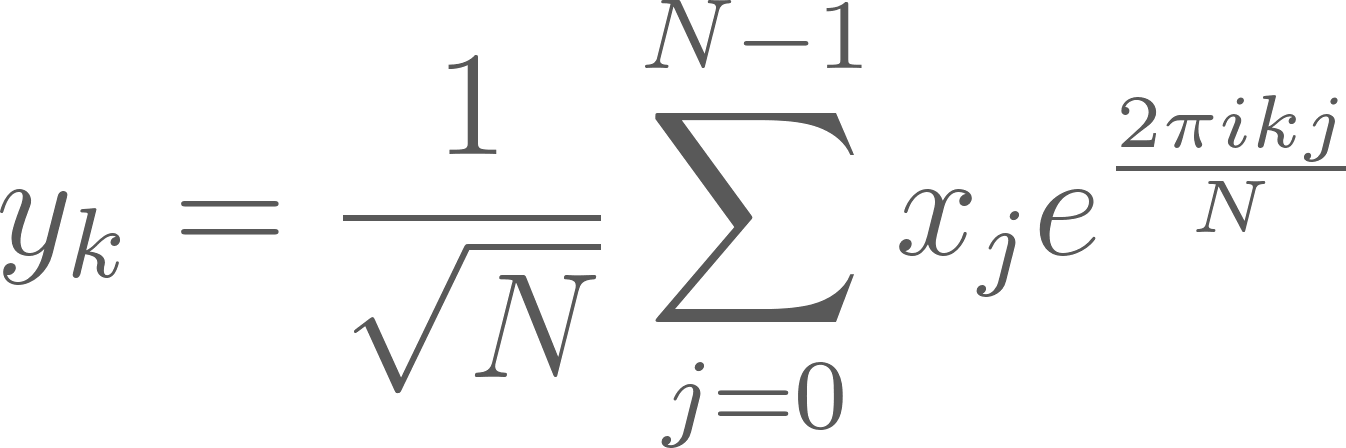 y_k = \frac{1}{\sqrt{N}} \sum_{j=0}^{N-1} x_j e^{\frac{2\pi i k j}{N}}